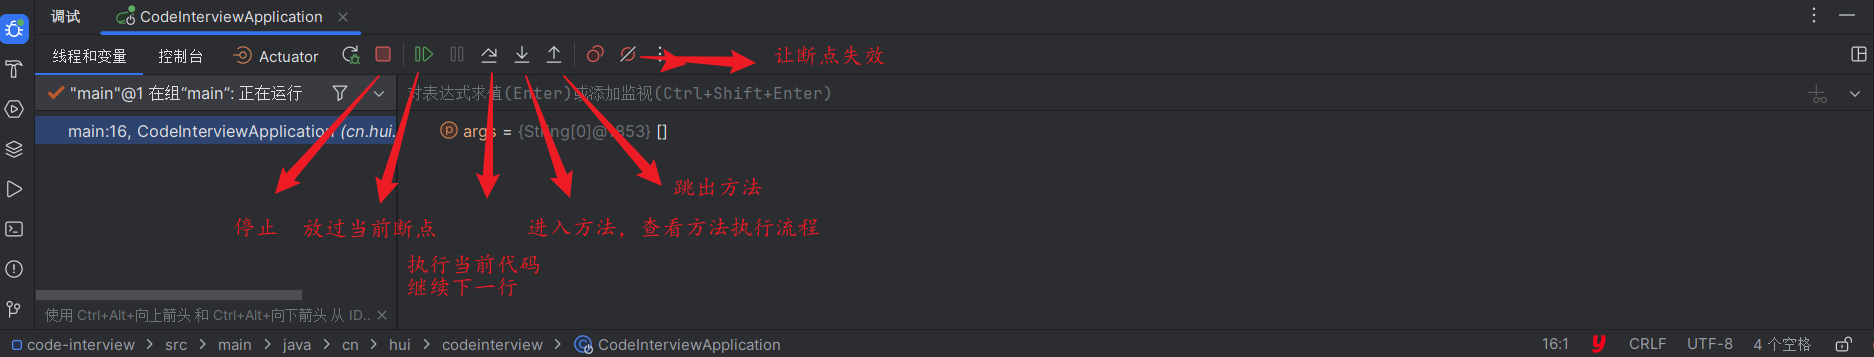 调试 CodeInterviewApplication
线程和变量 控制台 Actuator 让断点失效
"main"@1 在组“main”: 正在运行 对表达式求值(Enter)或添加监视(Ctrl+Shift+Enter)
main:16, CodeInterviewApplication (cn.hui. args = {String[0]@1853} []
跳出方法
停止 放过当前断点 进入方法，查看方法执行流程
执行当前代码
继续下一行
使用 Ctrl+Alt+向上箭头 和 Ctrl+Alt+向下箭头 从 ID..
code-interview > src > main > java > cn > hui > codeinterview > CodeInterviewApplication 16:1 y CRLF UTF-8 4 个空格